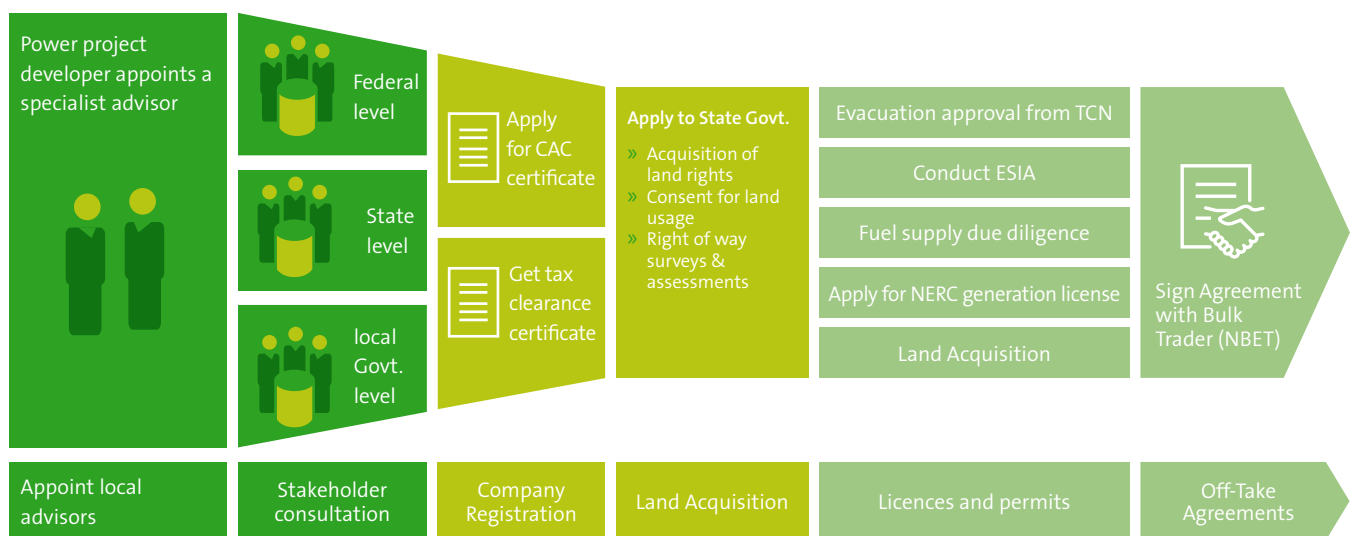 Power project
developer appoints a
specialist advisor
Federal
level
State
level
local
Govt.
level
Apply
for CAC
certificate
Get tax
clearance
certificate
Apply to State Govt.
» Acquisition of
land rights
» Consent for land
usage
» Right of way
surveys &
assessments
Evacuation approval from TCN
Conduct ESIA
Fuel supply due diligence
Apply for NERC generation license
Land Acquisition
Sign Agreement
with Bulk
Trader (NBET)
Appoint local
advisors
Stakeholder
consultation
Company
Registration
Land Acquisition
Licences and permits
Off-Take
Agreements